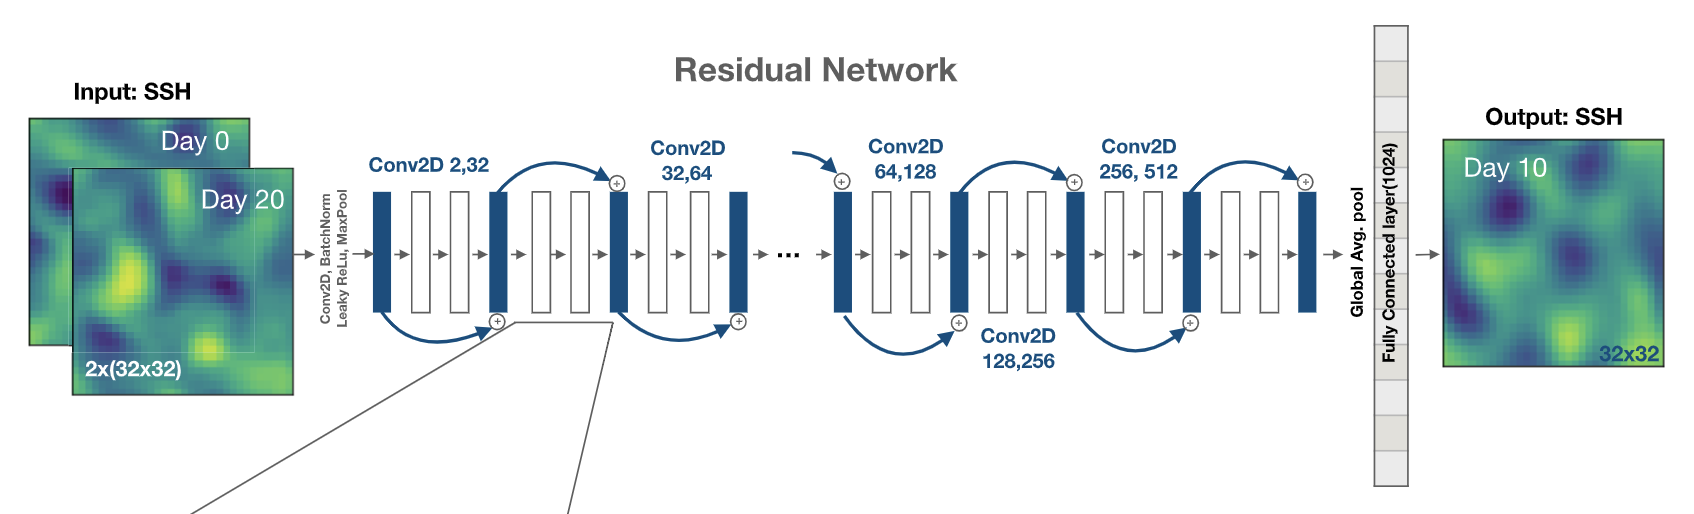 Residual Network
Input: SSH
Day 0
Day 20
2x(32x32)
Conv2D, BatchNorm
Leaky ReLu, MaxPool
Conv2D 2,32
Conv2D
32,64
...
Conv2D
64,128
Conv2D
128,256
Conv2D
256, 512
Global Avg. pool
Fully Connected layer(1024)
Output: SSH
Day 10
32x32